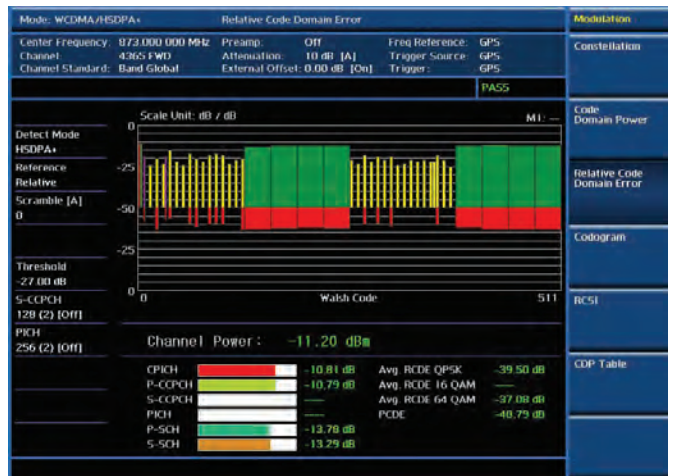 Mode: WCDMA/HSDPA+ Relative Code Domain Error
Modulation
Center Frequency: 873.000 000 MHz Preamp: Off Freq Reference: GPS
Channel: 4365 FWD Attenuation: 10 dB [A] Trigger Source: GPS
Channel Standard: Band Global External Offset: 0.00 dB [On] Trigger: GPS
PASS
Constellation
Code Domain Power
Relative Code Domain Error
Codogram
RCSI
CDP Table
Scale Unit: dB / dB M1: ---
Detect Mode
HSDPA+
Reference
Relative
Scramble [A]
0
Threshold
-27.00 dB
S-CCPCH
128 (2) [Off]
PICH
256 (2) [Off]
0
-25
-50
-25
0
0 Walsh Code 511
Channel Power: -11.20 dBm
CPICH -10.81 dB Avg. RCDE QPSK -39.50 dB
P-CCPCH -10.79 dB Avg. RCDE 16 QAM ---
S-CCPCH --- Avg. RCDE 64 QAM -37.08 dB
PICH --- PCDE -40.79 dB
P-SCH -13.78 dB
S-SCH -13.29 dB